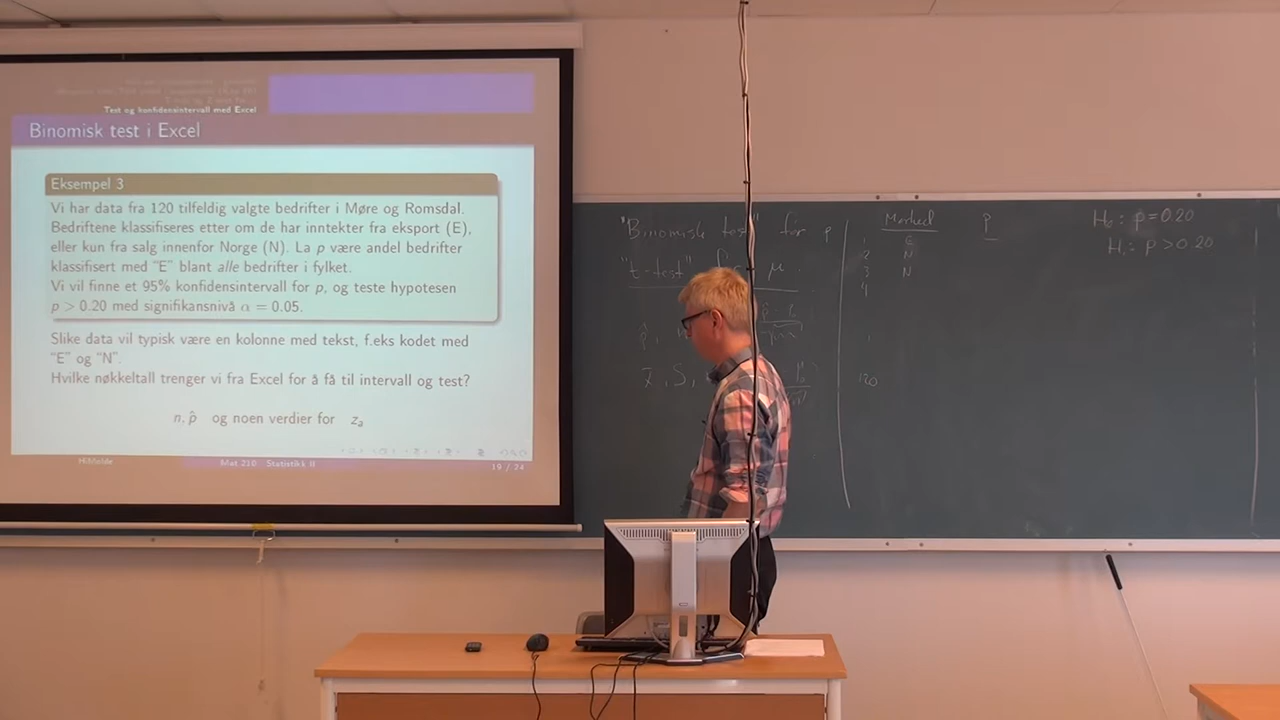 Test og konfidensintervall med Excel
Binomisk test i Excel
Eksempel 3
Vi har data fra 120 tilfeldig valgte bedrifter i Møre og Romsdal.
Bedriftene klassifiseres etter om de har inntekter fra eksport (E),
eller kun fra salg innenfor Norge (N). La p være andel bedrifter
klassifisert med "E" blant alle bedrifter i fylket.
Vi vil finne et 95% konfidensintervall for p, og teste hypotesen
p > 0.20 med signifikansnivå α = 0.05.
Slike data vil typisk være en kolonne med tekst, f.eks kodet med
"E" og "N".
Hvilke nøkkeltall trenger vi fra Excel for å få til intervall og test?
n, p̂ og noen verdier for zₐ
HiMolde Mat 210 Statistikk II 19 / 24
"Binomisk test" for p
"t-test" for μ
p̂,
x̄, S,
Marked p
1 E
2 N
3 N
4
120
H₀: p = 0.20
H₁: p > 0.20